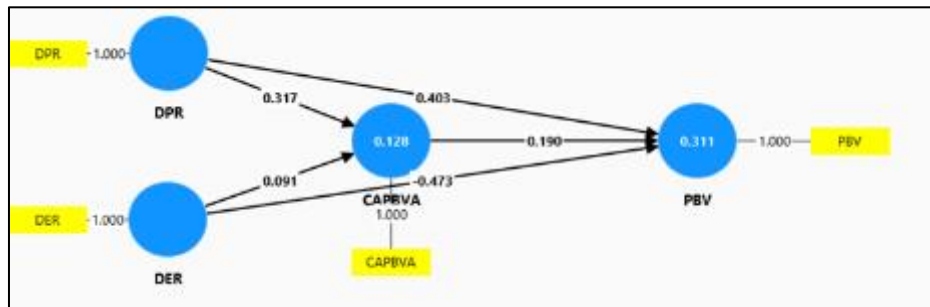 DPR
1.000
DPR
0.317
0.403
0.128
0.190
0.311
1.000
PBV
0.091
-0.473
CAPBVA
PBV
DER
1.000
1.000
DER
CAPBVA